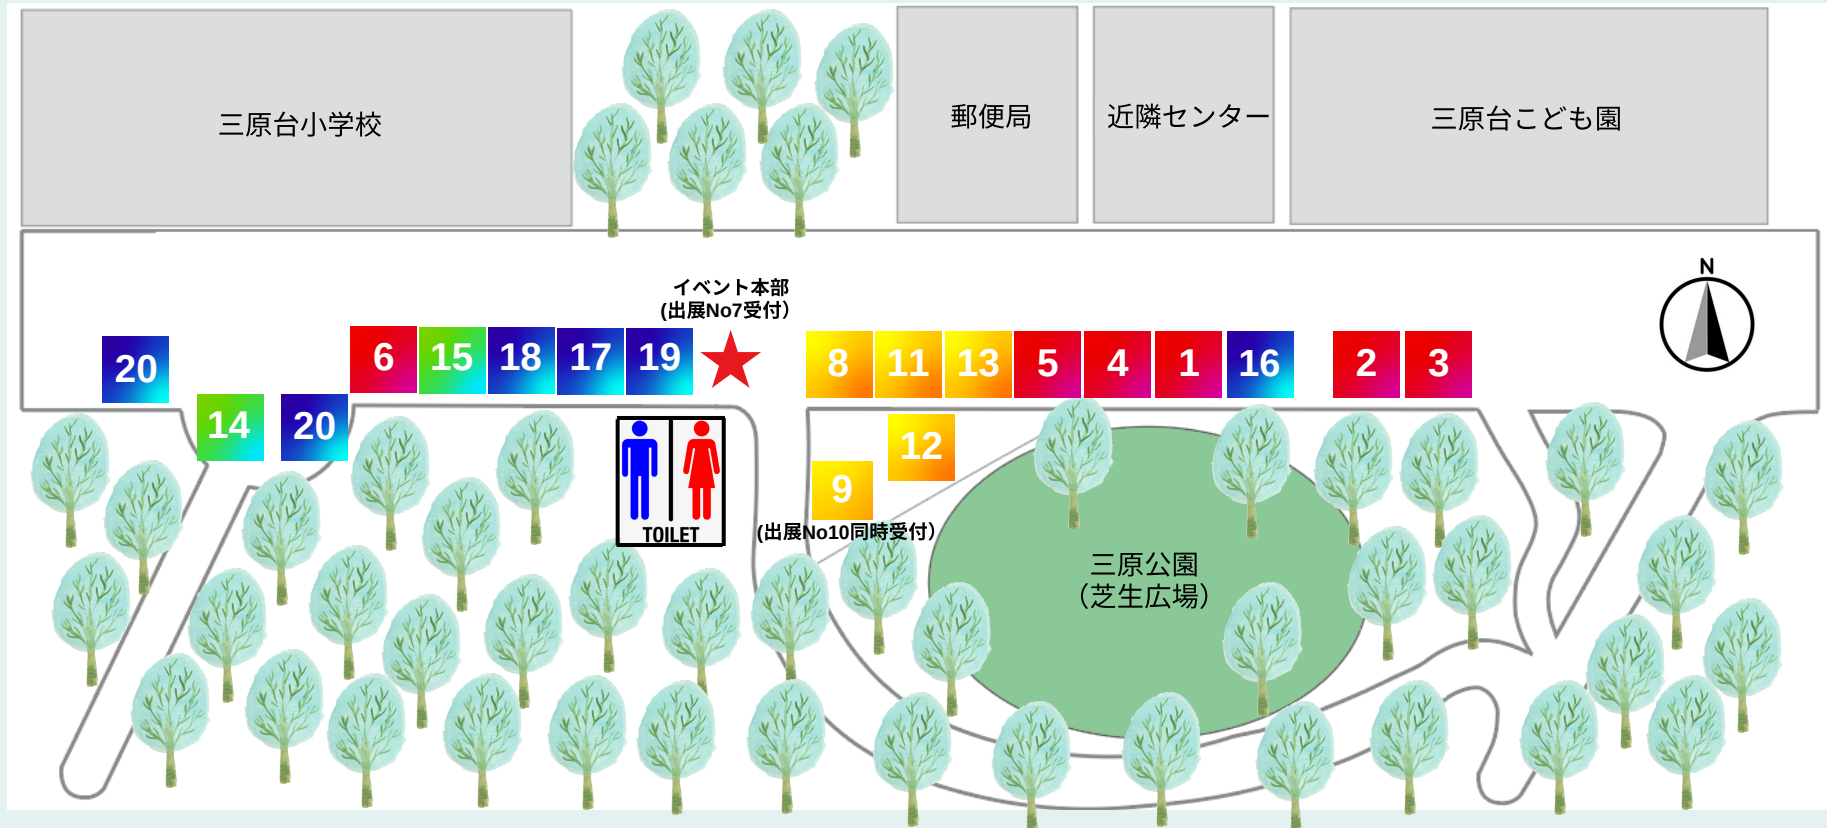 三原台小学校
郵便局
近隣センター
三原台こども園
N
イベント本部
(出展No7受付）
20
14
20
6
15
18
17
19
8
11
13
5
4
1
16
2
3
12
9
(出展No10同時受付）
TOILET
三原公園
（芝生広場）